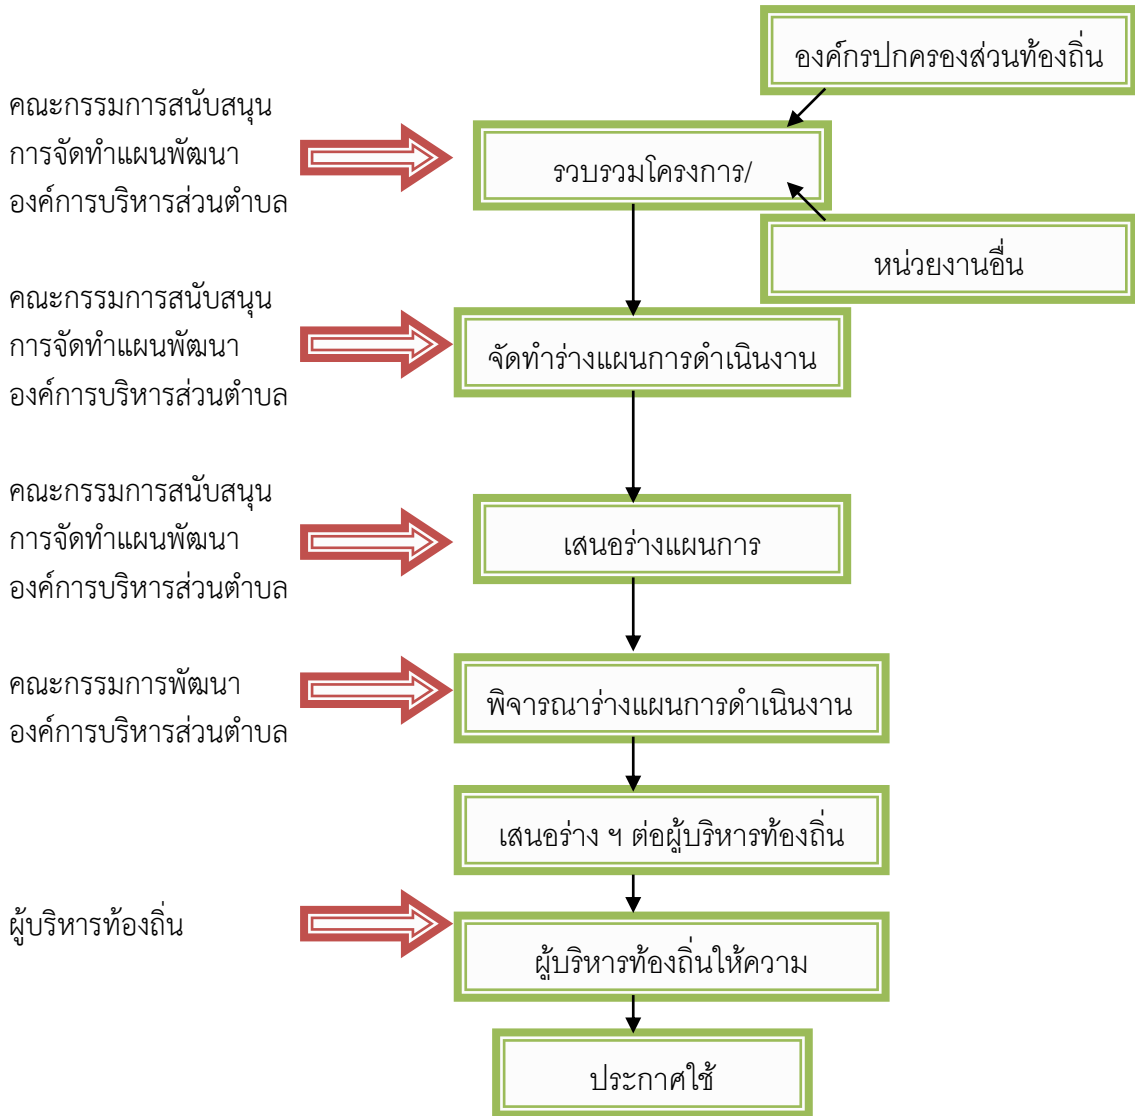 องค์กรปกครองส่วนท้องถิ่น
คณะกรรมการสนับสนุน
การจัดทำแผนพัฒนา
องค์การบริหารส่วนตำบล
รวบรวมโครงการ/
หน่วยงานอื่น
คณะกรรมการสนับสนุน
การจัดทำแผนพัฒนา
องค์การบริหารส่วนตำบล
จัดทำร่างแผนการดำเนินงาน
คณะกรรมการสนับสนุน
การจัดทำแผนพัฒนา
องค์การบริหารส่วนตำบล
เสนอร่างแผนการ
คณะกรรมการพัฒนา
องค์การบริหารส่วนตำบล
พิจารณาร่างแผนการดำเนินงาน
เสนอร่าง ฯ ต่อผู้บริหารท้องถิ่น
ผู้บริหารท้องถิ่น
ผู้บริหารท้องถิ่นให้ความ
ประกาศใช้